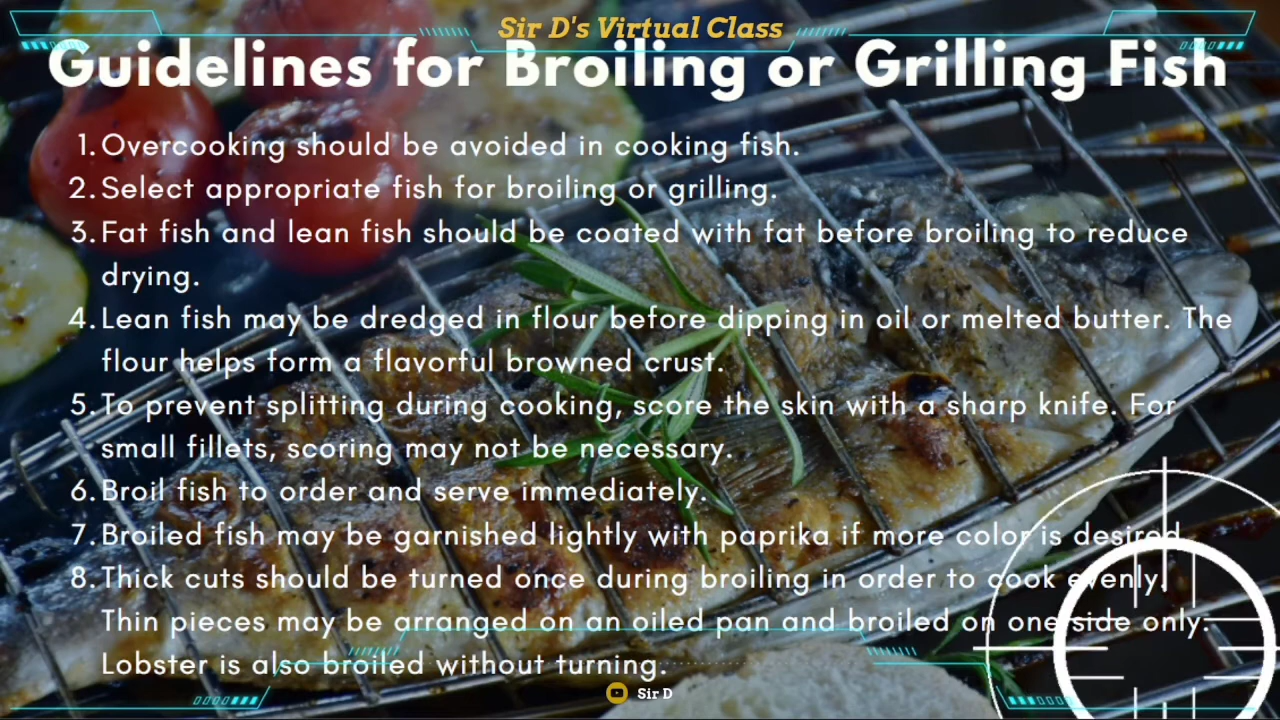 Sir D's Virtual Class
Guidelines for Broiling or Grilling Fish
1. Overcooking should be avoided in cooking fish.
2. Select appropriate fish for broiling or grilling.
3. Fat fish and lean fish should be coated with fat before broiling to reduce
drying.
4. Lean fish may be dredged in flour before dipping in oil or melted butter. The
flour helps form a flavorful browned crust.
5. To prevent splitting during cooking, score the skin with a sharp knife. For
small fillets, scoring may not be necessary.
6. Broil fish to order and serve immediately.
7. Broiled fish may be garnished lightly with paprika if more color is desired.
8. Thick cuts should be turned once during broiling in order to cook evenly.
Thin pieces may be arranged on an oiled pan and broiled on one side only.
Lobster is also broiled without turning.
Sir D